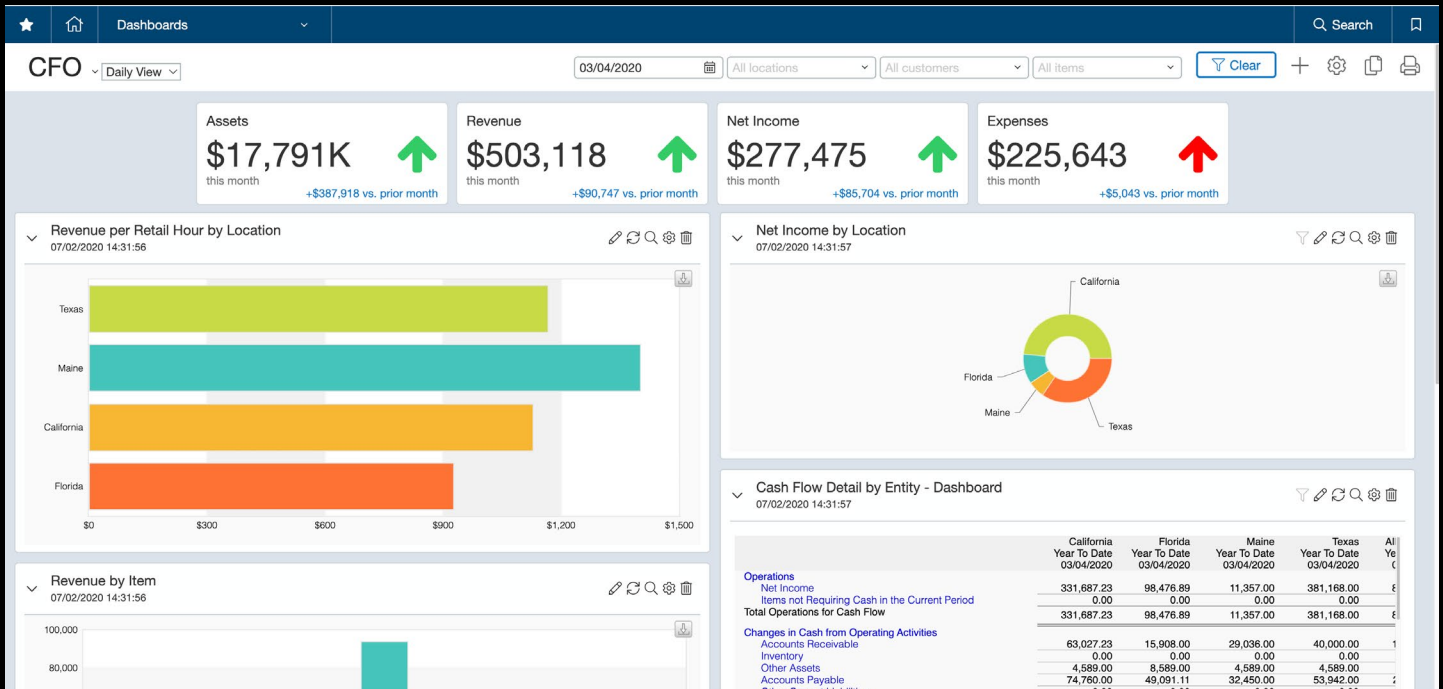 Dashboards
Search
CFO
Daily View
03/04/2020
All locations
All customers
All items
Clear
Assets
$17,791K
this month
+$387,918 vs. prior month
Revenue
$503,118
this month
+$90,747 vs. prior month
Net Income
$277,475
this month
+$85,704 vs. prior month
Expenses
$225,643
this month
+$5,043 vs. prior month
Revenue per Retail Hour by Location
07/02/2020 14:31:56
Texas
Maine
California
Florida
$0 $300 $600 $900 $1,200 $1,500
Revenue by Item
07/02/2020 14:31:56
100,000
80,000
Net Income by Location
07/02/2020 14:31:57
California
Florida
Maine
Texas
Cash Flow Detail by Entity - Dashboard
07/02/2020 14:31:57
California Florida Maine Texas
Year To Date Year To Date Year To Date Year To Date
03/04/2020 03/04/2020 03/04/2020 03/04/2020
Operations
Net Income 331,687.23 98,476.89 11,357.00 381,168.00
Items not Requiring Cash in the Current Period 0.00 0.00 0.00 0.00
Total Operations for Cash Flow 331,687.23 98,476.89 11,357.00 381,168.00
Changes in Cash from Operating Activities
Accounts Receivable 63,027.23 15,908.00 29,036.00 40,000.00
Inventory 0.00 0.00 0.00 0.00
Other Assets 4,589.00 8,589.00 4,589.00 4,589.00
Accounts Payable 74,760.00 49,091.11 32,450.00 53,942.00